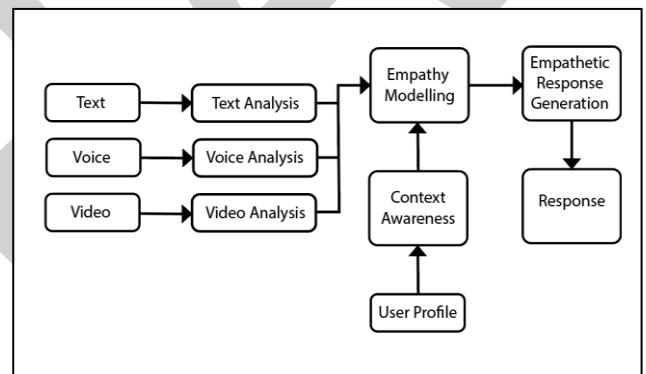 Text
Text Analysis
Voice
Voice Analysis
Video
Video Analysis
Empathy
Modelling
Context
Awareness
User Profile
Empathetic
Response
Generation
Response